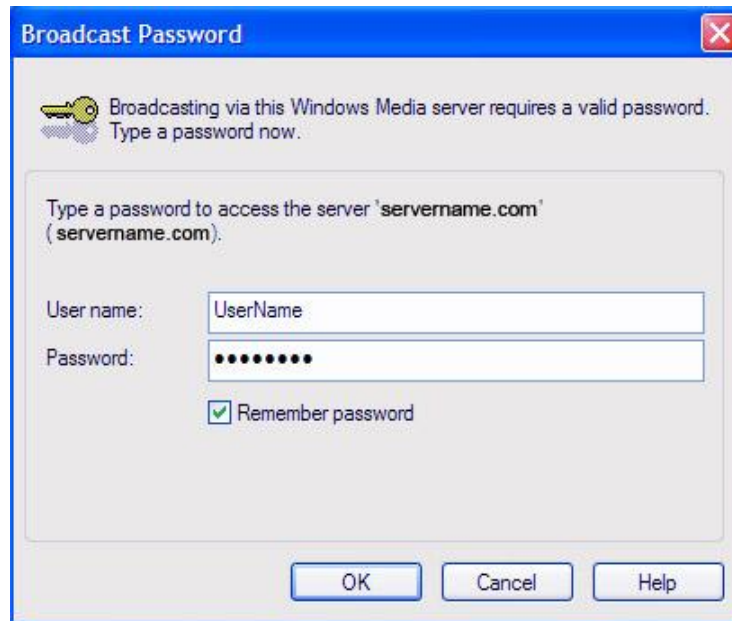 Broadcast Password
Broadcasting via this Windows Media server requires a valid password.
Type a password now.
Type a password to access the server 'servername.com'
(servername.com).
User name:
UserName
Password:
••••••••
Remember password
OK
Cancel
Help